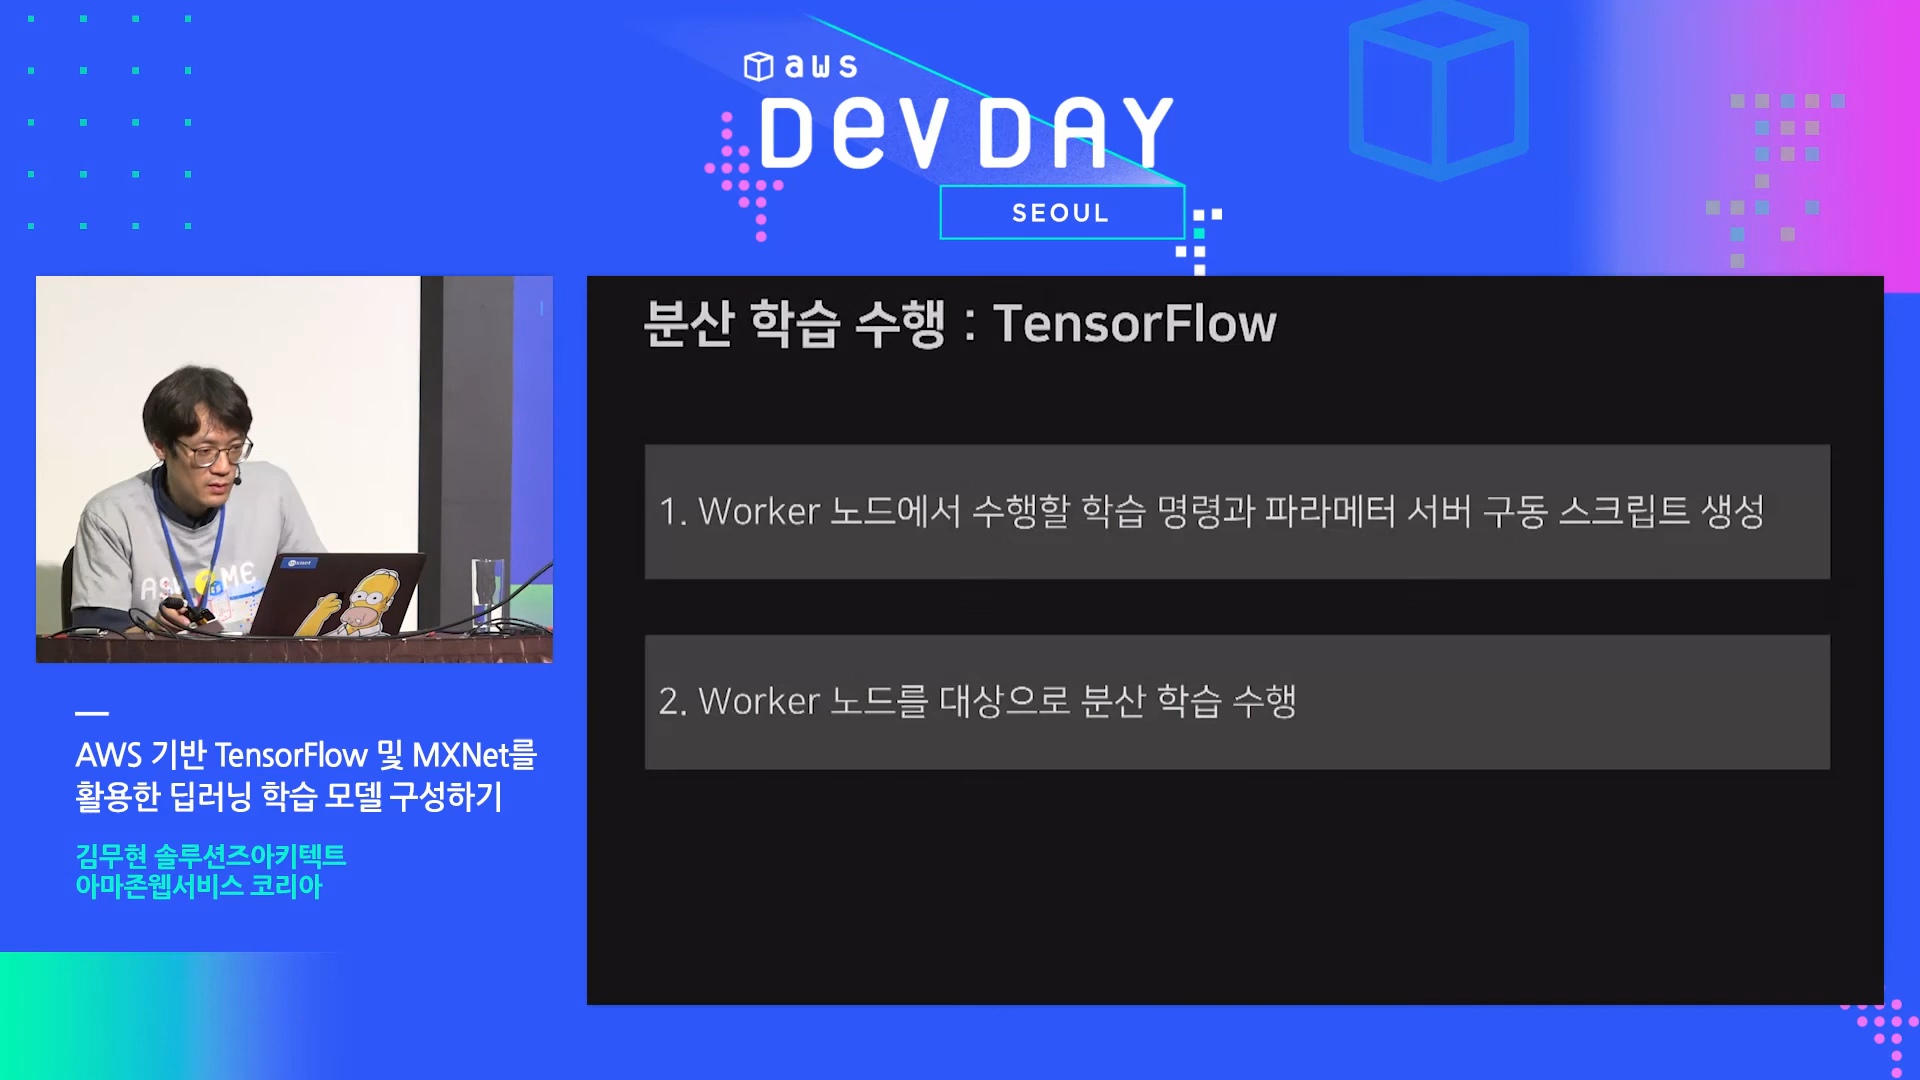 aws
DEV DAY
SEOUL
분산 학습 수행 : TensorFlow
1. Worker 노드에서 수행할 학습 명령과 파라메터 서버 구동 스크립트 생성
2. Worker 노드를 대상으로 분산 학습 수행
mxnet
ASK ME
AWS 기반 TensorFlow 및 MXNet를
활용한 딥러닝 학습 모델 구성하기
김무현 솔루션즈아키텍트
아마존웹서비스 코리아